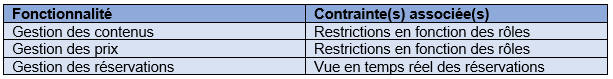 Fonctionnalité Contrainte(s) associée(s)
Gestion des contenus Restrictions en fonction des rôles
Gestion des prix Restrictions en fonction des rôles
Gestion des réservations Vue en temps réel des réservations